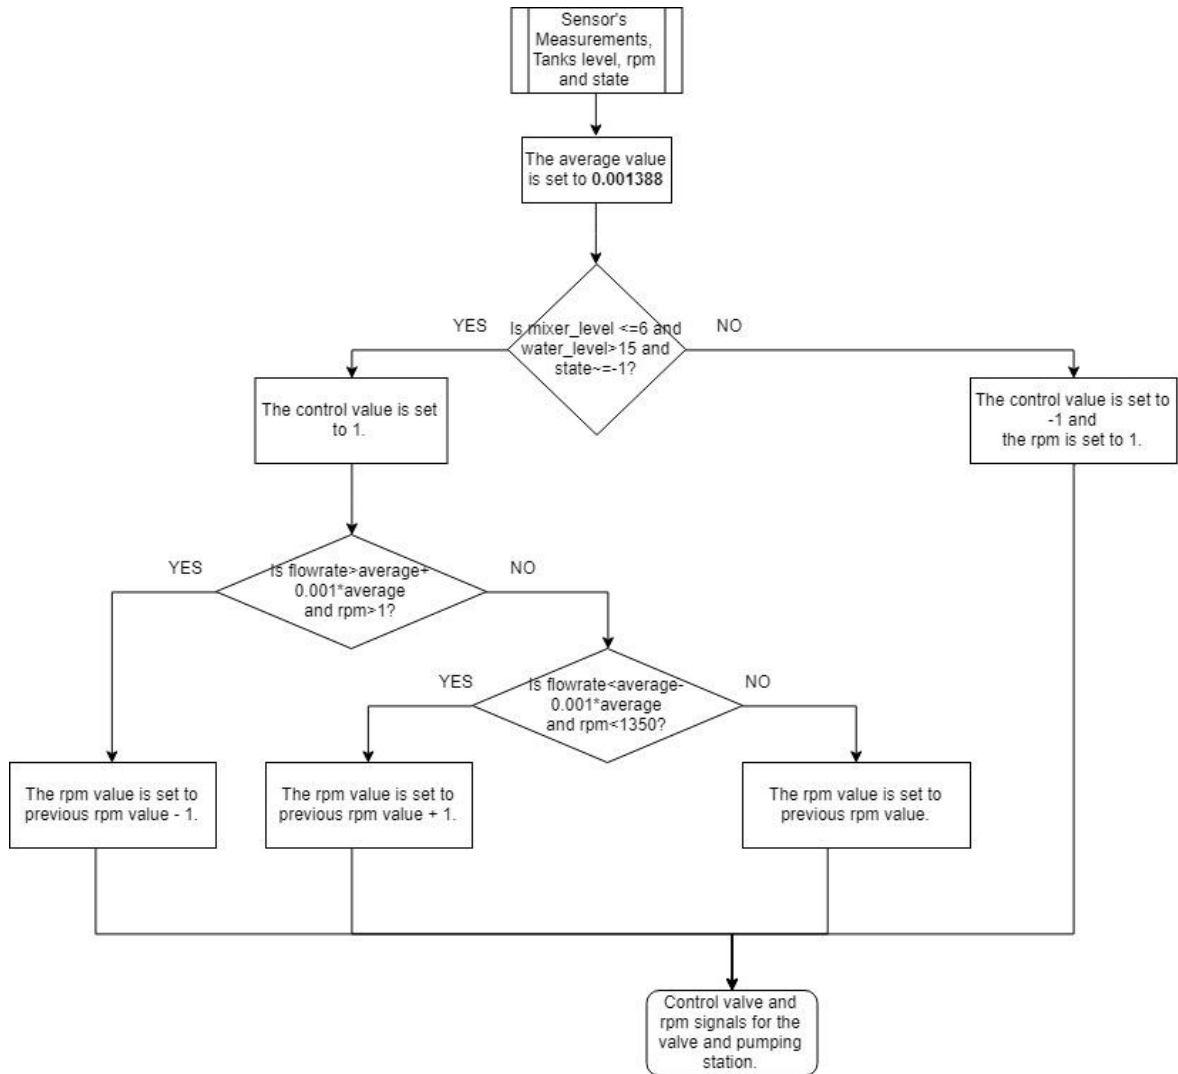 Sensor's
Measurements,
Tanks level, rpm
and state
The average value
is set to 0.001388
YES
Is mixer_level <=6 and
water_level>15 and
state~=-1?
NO
The control value is set
to 1.
The control value is set to
-1 and
the rpm is set to 1.
YES
Is flowrate>average+
0.001*average
and rpm>1?
NO
YES
Is flowrate<average-
0.001*average
and rpm<1350?
NO
The rpm value is set to
previous rpm value - 1.
The rpm value is set to
previous rpm value + 1.
The rpm value is set to
previous rpm value.
Control valve and
rpm signals for the
valve and pumping
station.